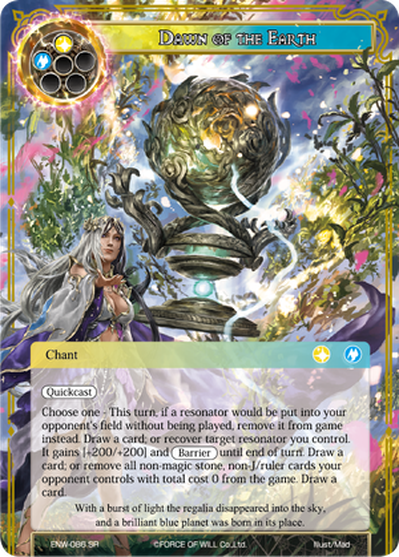 Dawn of the Earth
Chant
Quickcast
Choose one - This turn, if a resonator would be put into your
opponent's field without being played, remove it from game
instead. Draw a card; or recover target resonator you control.
It gains [+200/+200] and Barrier until end of turn. Draw a
card; or remove all non-magic stone, non-J/ruler cards your
opponent controls with total cost 0 from the game. Draw a
card.
With a burst of light the regalia disappeared into the sky,
and a brilliant blue planet was born in its place.
ENW-086 SR ©FORCE OF WILL Co.,Ltd. Illust/Mad